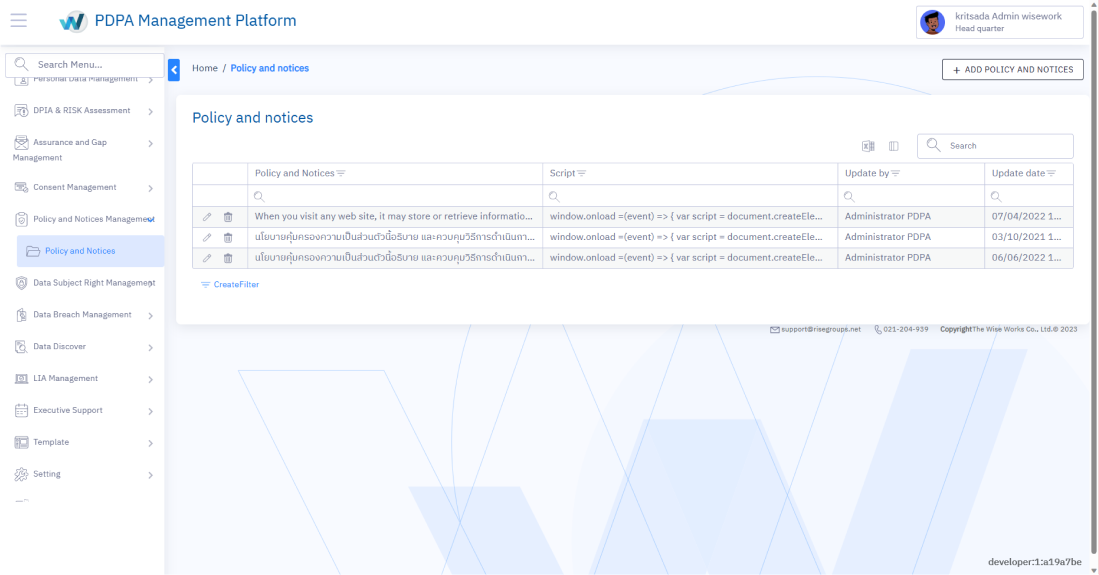 PDPA Management Platform
kritsada Admin wisework
Head quarter
Search Menu...
Personal Data Management
DPIA & RISK Assessment
Assurance and Gap
Management
Consent Management
Policy and Notices Management
Policy and Notices
Data Subject Right Management
Data Breach Management
Data Discover
LIA Management
Executive Support
Template
Setting
Home / Policy and notices
+ ADD POLICY AND NOTICES
Policy and notices
Search
Policy and Notices Script Update by Update date
When you visit any web site, it may store or retrieve informatio... window.onload =(event) => { var script = document.createEle... Administrator PDPA 07/04/2022 1...
นโยบายคุ้มครองความเป็นส่วนตัวนี้อธิบาย และควบคุมวิธีการดำเนินกา... window.onload =(event) => { var script = document.createEle... Administrator PDPA 03/10/2021 1...
นโยบายคุ้มครองความเป็นส่วนตัวนี้อธิบาย และควบคุมวิธีการดำเนินกา... window.onload =(event) => { var script = document.createEle... Administrator PDPA 06/06/2022 1...
CreateFilter
support@risegroups.net 021-204-939 CopyrightThe Wise Works Co., Ltd.© 2023
developer:1:a19a7be